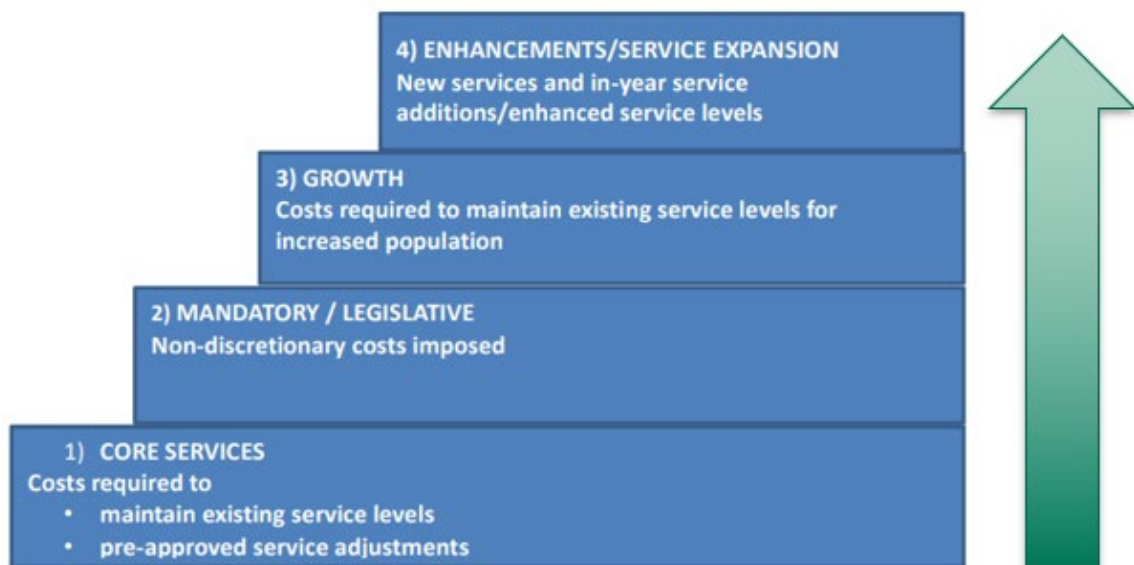 4) ENHANCEMENTS/SERVICE EXPANSION
New services and in-year service
additions/enhanced service levels
3) GROWTH
Costs required to maintain existing service levels for
increased population
2) MANDATORY / LEGISLATIVE
Non-discretionary costs imposed
1) CORE SERVICES
Costs required to
• maintain existing service levels
• pre-approved service adjustments